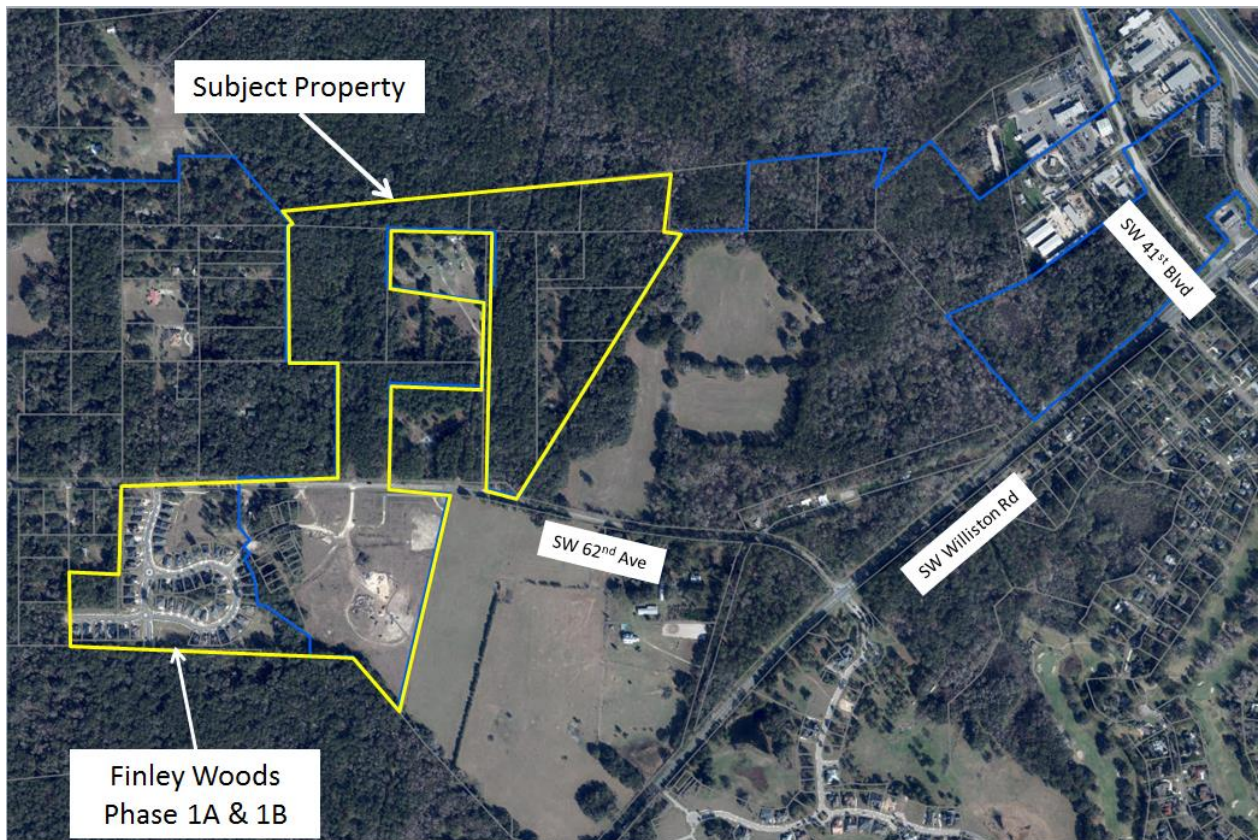 Subject Property
SW 41st Blvd
SW 62nd Ave
SW Williston Rd
Finley Woods
Phase 1A & 1B